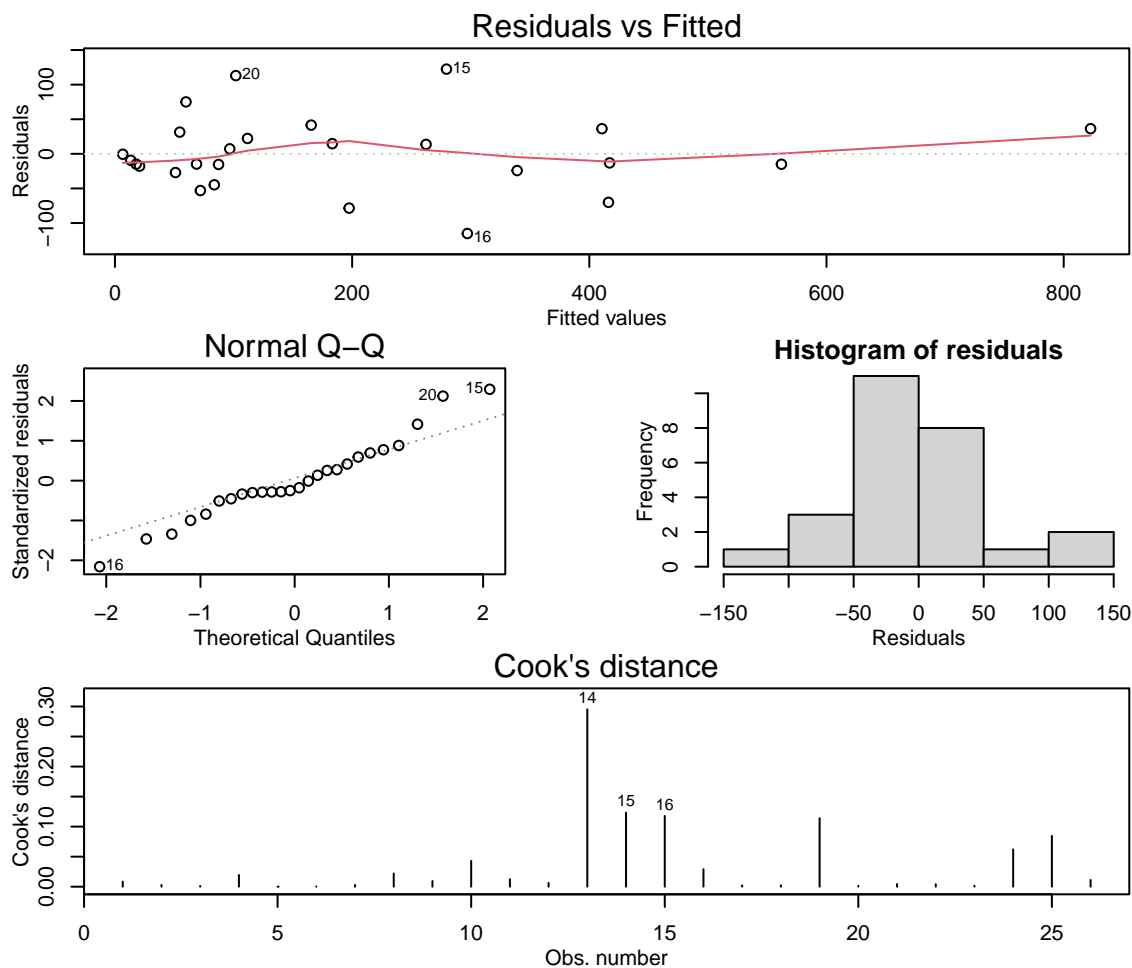 Residuals vs Fitted
Residuals
100
0
−100
20
15
16
0 200 400 600 800
Fitted values
Normal Q−Q
Standardized residuals
2
1
0
−2
20
15
16
−2 −1 0 1 2
Theoretical Quantiles
Histogram of residuals
Frequency
8
6
4
2
0
−150 −50 0 50 100 150
Residuals
Cook's distance
Cook's distance
0.30
0.20
0.10
0.00
14
15
16
0 5 10 15 20 25
Obs. number